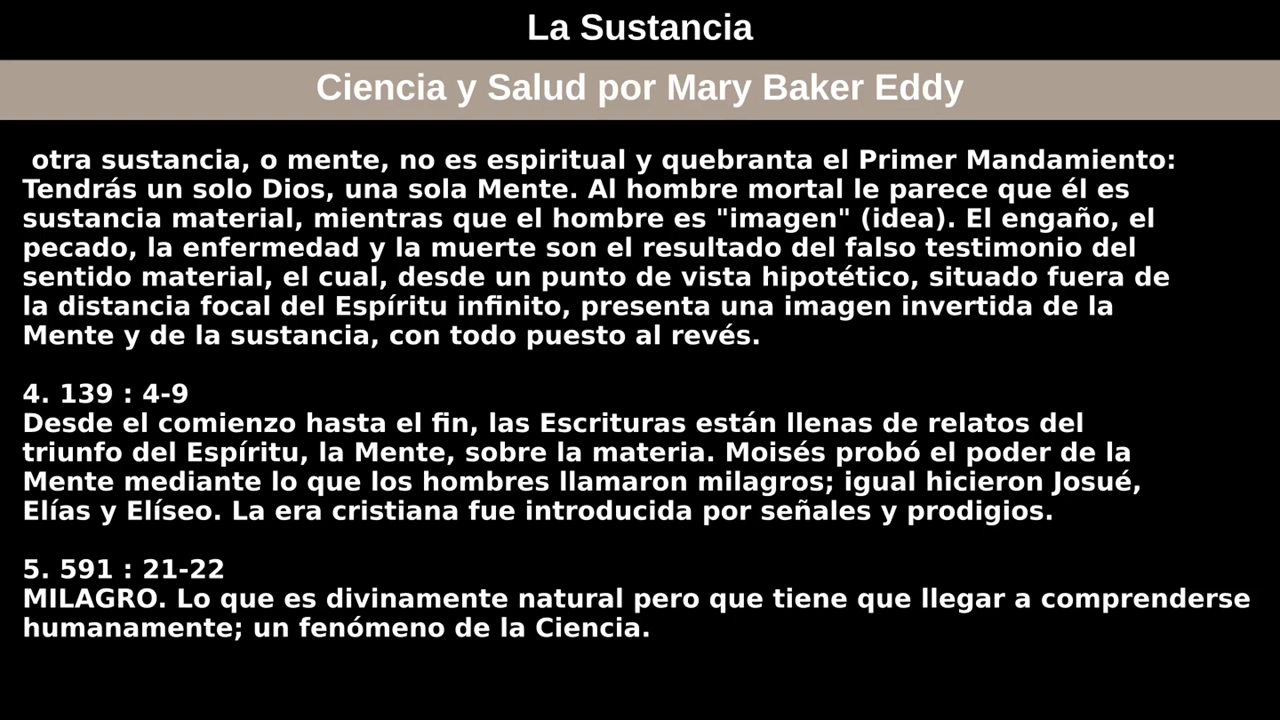 La Sustancia
Ciencia y Salud por Mary Baker Eddy
otra sustancia, o mente, no es espiritual y quebranta el Primer Mandamiento:
Tendrás un solo Dios, una sola Mente. Al hombre mortal le parece que él es
sustancia material, mientras que el hombre es "imagen" (idea). El engaño, el
pecado, la enfermedad y la muerte son el resultado del falso testimonio del
sentido material, el cual, desde un punto de vista hipotético, situado fuera de
la distancia focal del Espíritu infinito, presenta una imagen invertida de la
Mente y de la sustancia, con todo puesto al revés.
4. 139 : 4-9
Desde el comienzo hasta el fin, las Escrituras están llenas de relatos del
triunfo del Espíritu, la Mente, sobre la materia. Moisés probó el poder de la
Mente mediante lo que los hombres llamaron milagros; igual hicieron Josué,
Elías y Elíseo. La era cristiana fue introducida por señales y prodigios.
5. 591 : 21-22
MILAGRO. Lo que es divinamente natural pero que tiene que llegar a comprenderse
humanamente; un fenómeno de la Ciencia.